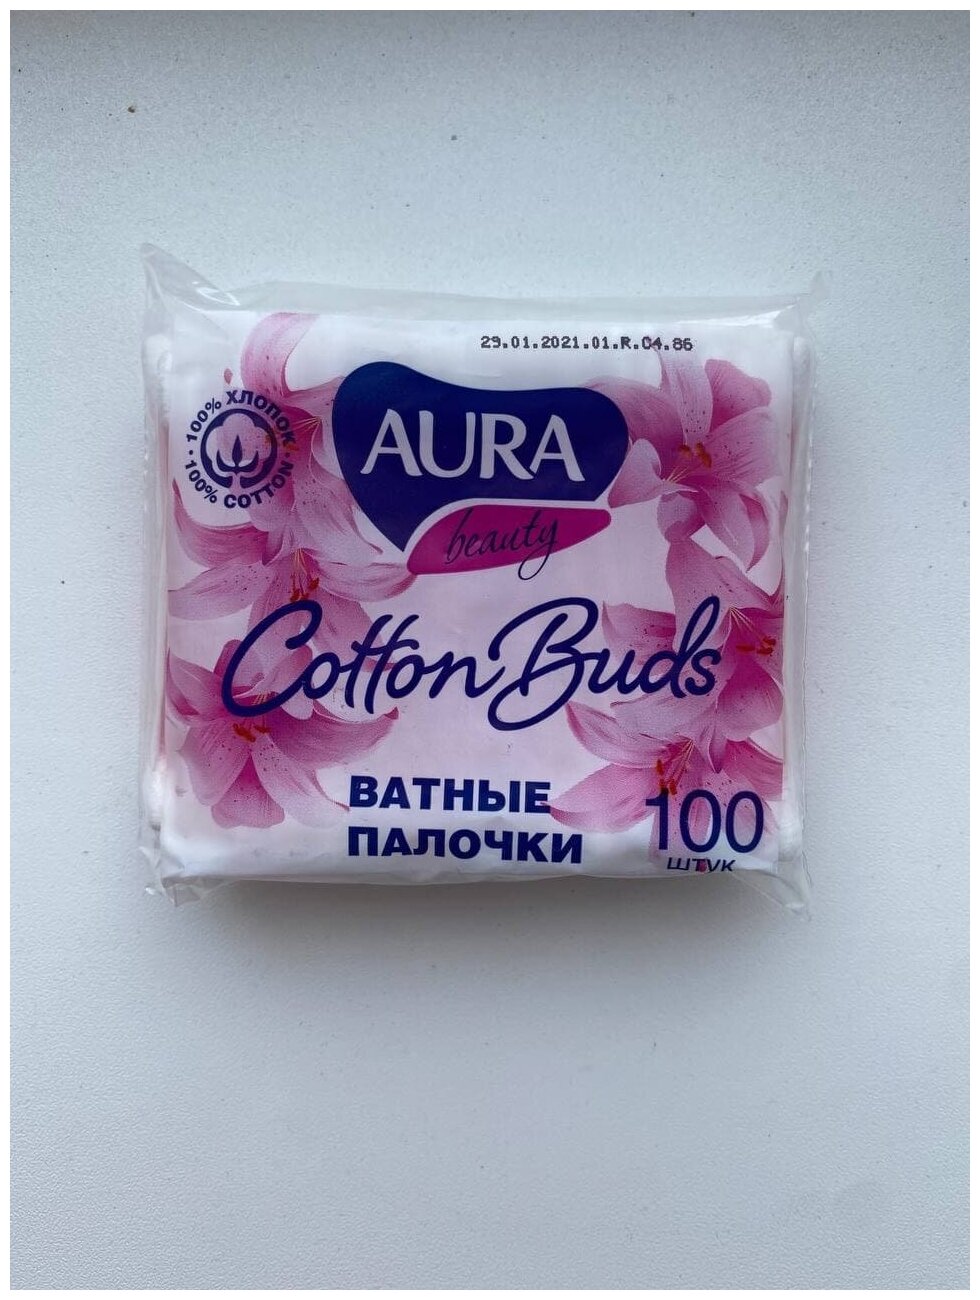 29.01.2021.01.R.04.86
100% ХЛОПОК
100% COTTON
AURA
beauty
Cotton Buds
ВАТНЫЕ
ПАЛОЧКИ
100
ШТУК